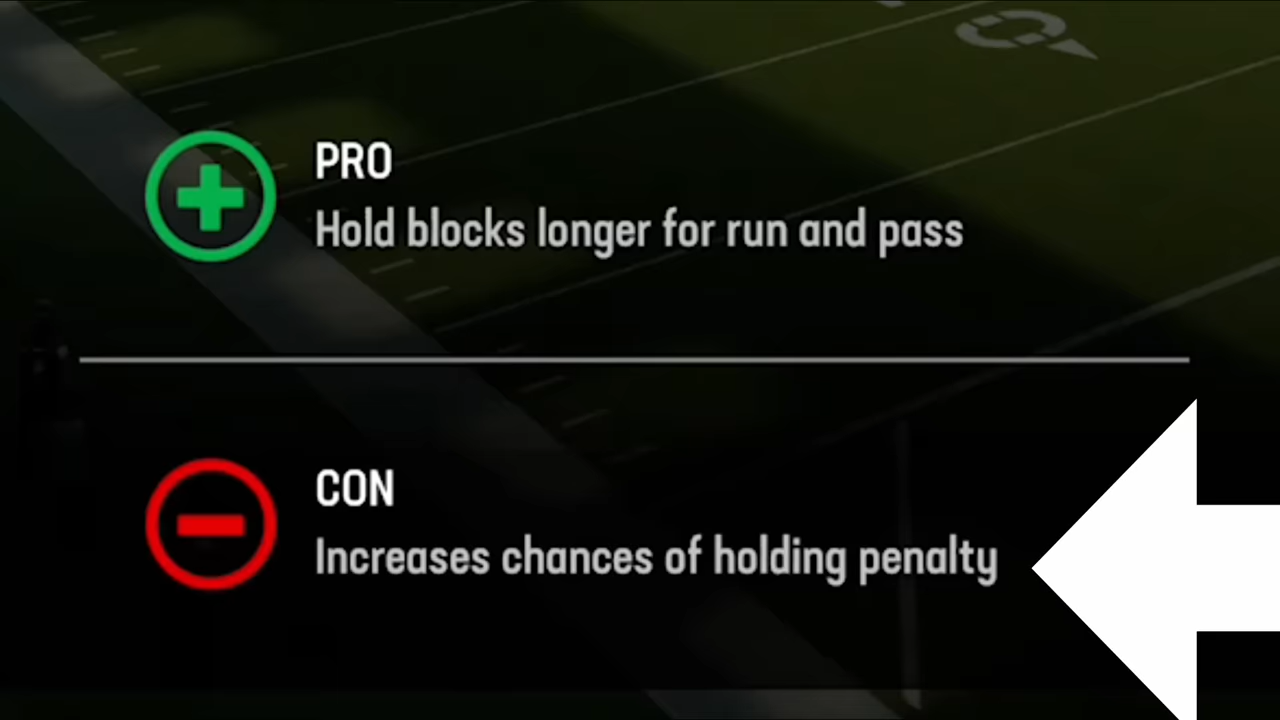 PRO
Hold blocks longer for run and pass
CON
Increases chances of holding penalty